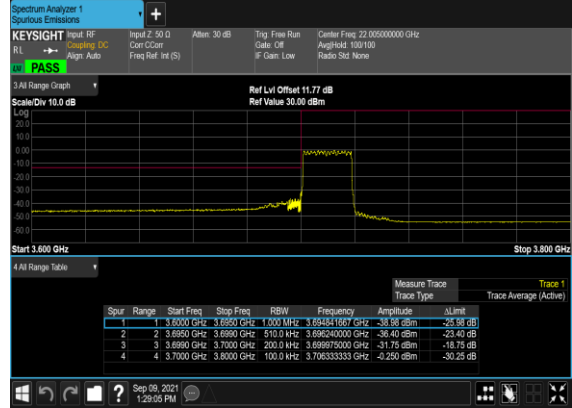 Spectrum Analyzer 1
Spurious Emissions
+
KEYSIGHT Input: RF Input Z: 50 Ω Atten: 30 dB Trig: Free Run Center Freq: 22.005000000 GHz
RL Coupling: DC Corr CCorr Gate: Off Avg|Hold: 100/100
Align: Auto Freq Ref: Int (S) IF Gain: Low Radio Std: None
LW PASS
3 All Range Graph
Ref Lvl Offset 11.77 dB
Scale/Div 10.0 dB Ref Value 30.00 dBm
Log
20.0
10.0
0.00
-10.0
-20.0
-30.0
-40.0
-50.0
-60.0
Start 3.600 GHz Stop 3.800 GHz
4 All Range Table
Measure Trace Trace 1
Trace Type Trace Average (Active)
Spur Range Start Freq Stop Freq RBW Frequency Amplitude ΔLimit
1 1 3.6000 GHz 3.6950 GHz 1.000 MHz 3.694841667 GHz -38.98 dBm -25.98 dB
2 2 3.6950 GHz 3.6990 GHz 510.0 kHz 3.696240000 GHz -36.40 dBm -23.40 dB
3 3 3.6990 GHz 3.7000 GHz 200.0 kHz 3.699975000 GHz -31.75 dBm -18.75 dB
4 4 3.7000 GHz 3.8000 GHz 100.0 kHz 3.706333333 GHz -0.250 dBm -30.25 dB
? Sep 09, 2021
1:29:05 PM